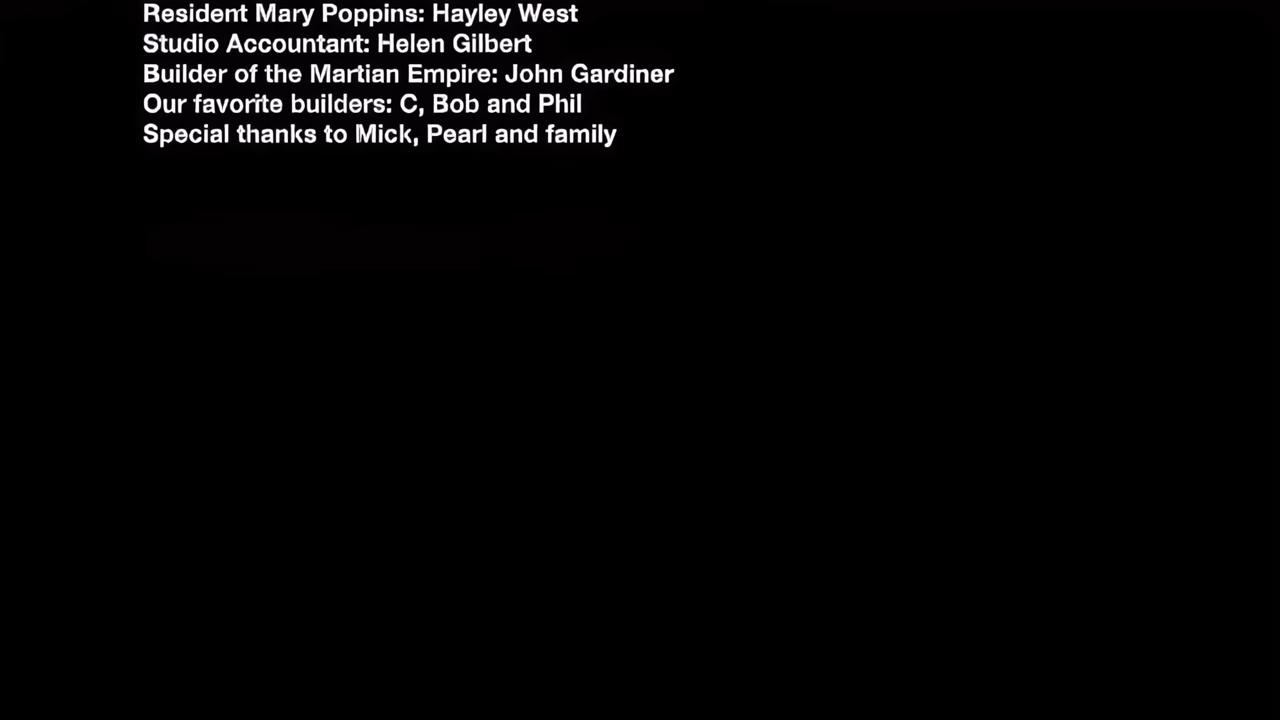 Resident Mary Poppins: Hayley West
Studio Accountant: Helen Gilbert
Builder of the Martian Empire: John Gardiner
Our favorite builders: C, Bob and Phil
Special thanks to Mick, Pearl and family